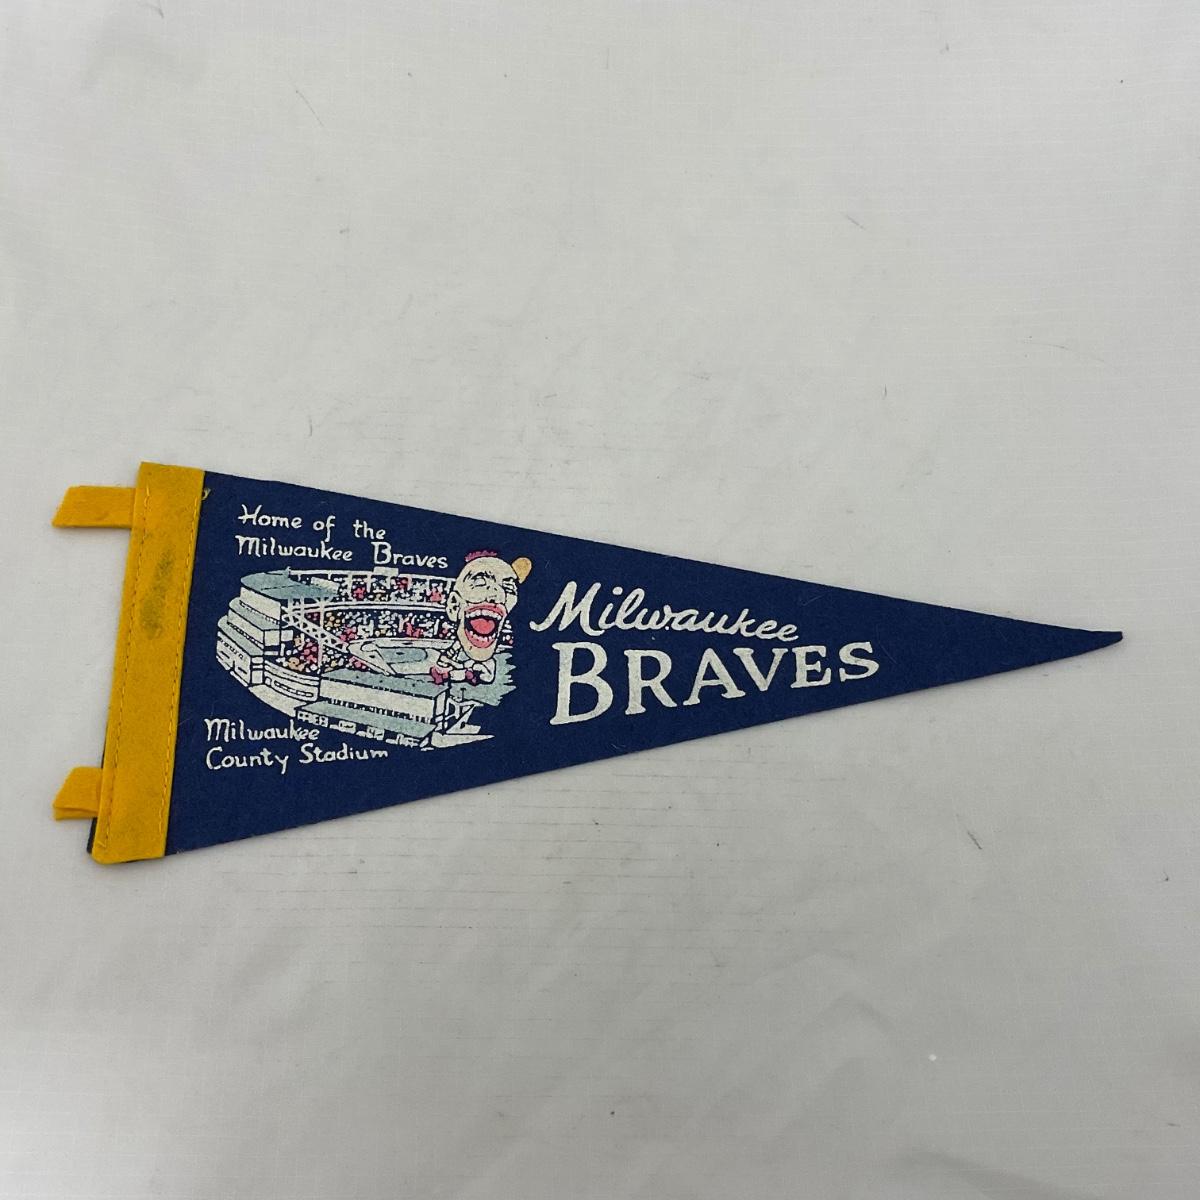 Home of the
Milwaukee Braves
Milwaukee
BRAVES
Milwaukee
County Stadium